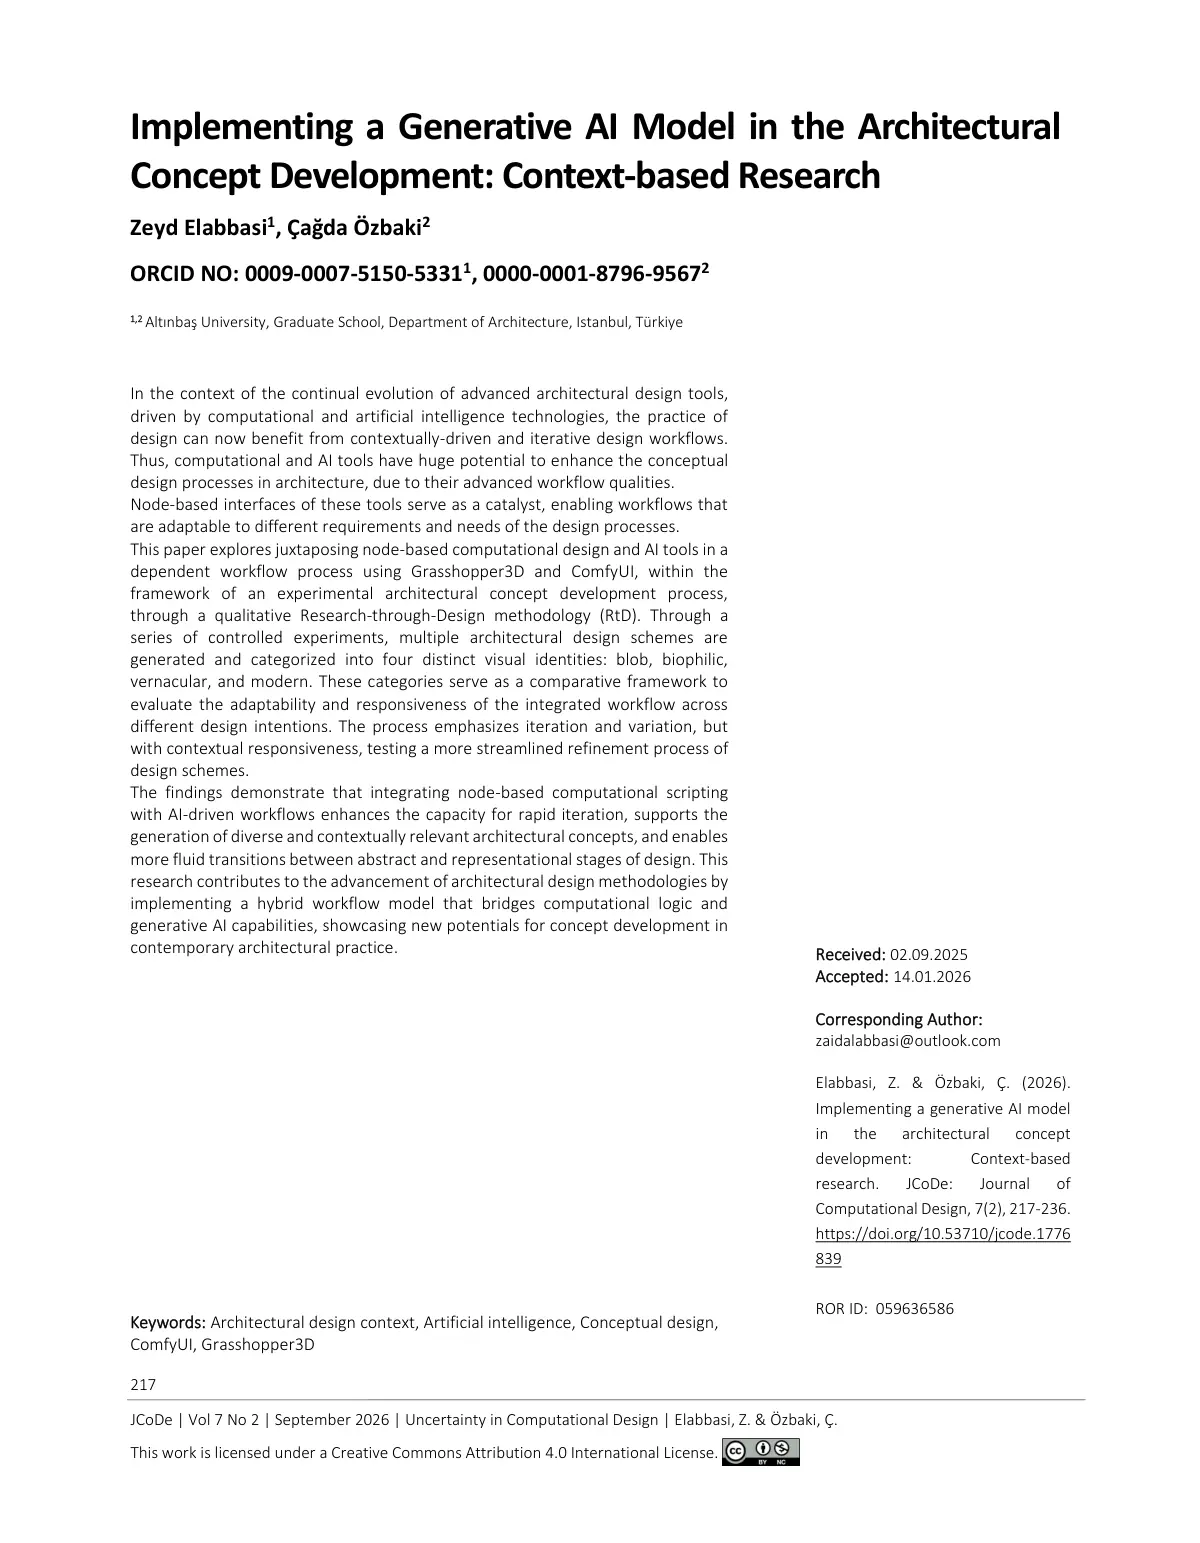 Implementing a Generative AI Model in the Architectural
Concept Development: Context-based Research
Zeyd Elabbasi1, Çağda Özbaki2
ORCID NO: 0009-0007-5150-53311, 0000-0001-8796-95672
1,2 Altınbaş University, Graduate School, Department of Architecture, Istanbul, Türkiye
In the context of the continual evolution of advanced architectural design tools,
driven by computational and artificial intelligence technologies, the practice of
design can now benefit from contextually-driven and iterative design workflows.
Thus, computational and AI tools have huge potential to enhance the conceptual
design processes in architecture, due to their advanced workflow qualities.
Node-based interfaces of these tools serve as a catalyst, enabling workflows that
are adaptable to different requirements and needs of the design processes.
This paper explores juxtaposing node-based computational design and AI tools in a
dependent workflow process using Grasshopper3D and ComfyUI, within the
framework of an experimental architectural concept development process,
through a qualitative Research-through-Design methodology (RtD). Through a
series of controlled experiments, multiple architectural design schemes are
generated and categorized into four distinct visual identities: blob, biophilic,
vernacular, and modern. These categories serve as a comparative framework to
evaluate the adaptability and responsiveness of the integrated workflow across
different design intentions. The process emphasizes iteration and variation, but
with contextual responsiveness, testing a more streamlined refinement process of
design schemes.
The findings demonstrate that integrating node-based computational scripting
with AI-driven workflows enhances the capacity for rapid iteration, supports the
generation of diverse and contextually relevant architectural concepts, and enables
more fluid transitions between abstract and representational stages of design. This
research contributes to the advancement of architectural design methodologies by
implementing a hybrid workflow model that bridges computational logic and
generative AI capabilities, showcasing new potentials for concept development in
contemporary architectural practice.
Received: 02.09.2025
Accepted: 14.01.2026
Corresponding Author:
zaidalabbasi@outlook.com
Elabbasi, Z. & Özbaki, Ç. (2026).
Implementing a generative AI model
in the architectural concept
development: Context-based
research. JCoDe: Journal of
Computational Design, 7(2), 217-236.
https://doi.org/10.53710/jcode.1776
839
ROR ID: 059636586
Keywords: Architectural design context, Artificial intelligence, Conceptual design,
ComfyUI, Grasshopper3D
217
JCoDe | Vol 7 No 2 | September 2026 | Uncertainty in Computational Design | Elabbasi, Z. & Özbaki, Ç.
This work is licensed under a Creative Commons Attribution 4.0 International License. cc BY NC